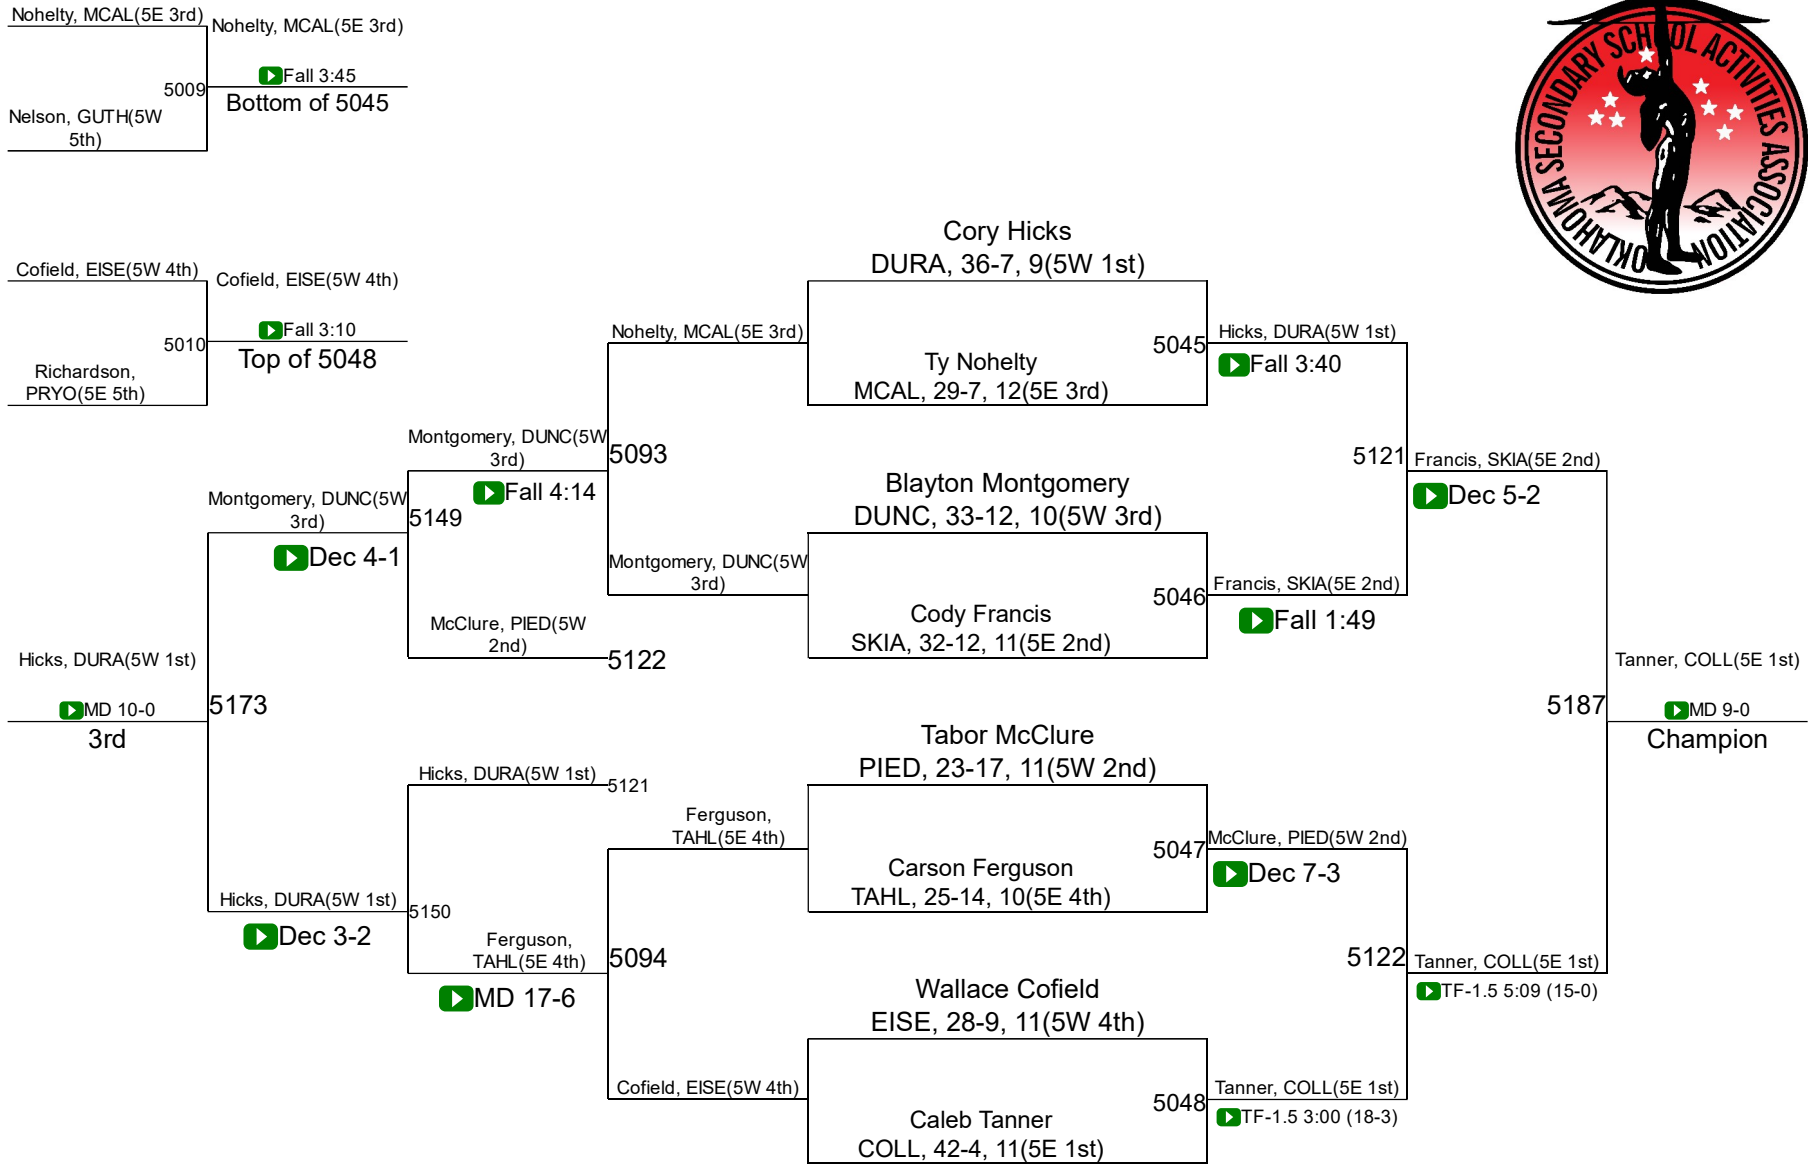 Nohelty, MCAL(5E 3rd)
Nohelty, MCAL(5E 3rd)
5009
Fall 3:45
Bottom of 5045
Nelson, GUTH(5W
5th)
OKLAHOMA SECONDARY SCHOOL ACTIVITIES ASSOCIATION
Cofield, EISE(5W 4th)
Cofield, EISE(5W 4th)
5010
Fall 3:10
Top of 5048
Richardson,
PRYO(5E 5th)
Cory Hicks
DURA, 36-7, 9(5W 1st)
Nohelty, MCAL(5E 3rd)
5045
Ty Nohelty
MCAL, 29-7, 12(5E 3rd)
Hicks, DURA(5W 1st)
Fall 3:40
Montgomery, DUNC(5W
3rd)
5093
Fall 4:14
5121
Francis, SKIA(5E 2nd)
Dec 5-2
Blayton Montgomery
DUNC, 33-12, 10(5W 3rd)
Montgomery, DUNC(5W
3rd)
5149
Dec 4-1
Montgomery, DUNC(5W
3rd)
5046
Cody Francis
SKIA, 32-12, 11(5E 2nd)
Francis, SKIA(5E 2nd)
Fall 1:49
McClure, PIED(5W
2nd)
5122
Hicks, DURA(5W 1st)
MD 10-0
3rd
5173
Tanner, COLL(5E 1st)
5187
MD 9-0
Champion
Tabor McClure
PIED, 23-17, 11(5W 2nd)
Hicks, DURA(5W 1st)
5121
Ferguson,
TAHL(5E 4th)
5047
Carson Ferguson
TAHL, 25-14, 10(5E 4th)
McClure, PIED(5W 2nd)
Dec 7-3
Hicks, DURA(5W 1st)
5150
Dec 3-2
Ferguson,
TAHL(5E 4th)
5094
MD 17-6
5122
Tanner, COLL(5E 1st)
TF-1.5 5:09 (15-0)
Wallace Cofield
EISE, 28-9, 11(5W 4th)
Cofield, EISE(5W 4th)
5048
Caleb Tanner
COLL, 42-4, 11(5E 1st)
Tanner, COLL(5E 1st)
TF-1.5 3:00 (18-3)